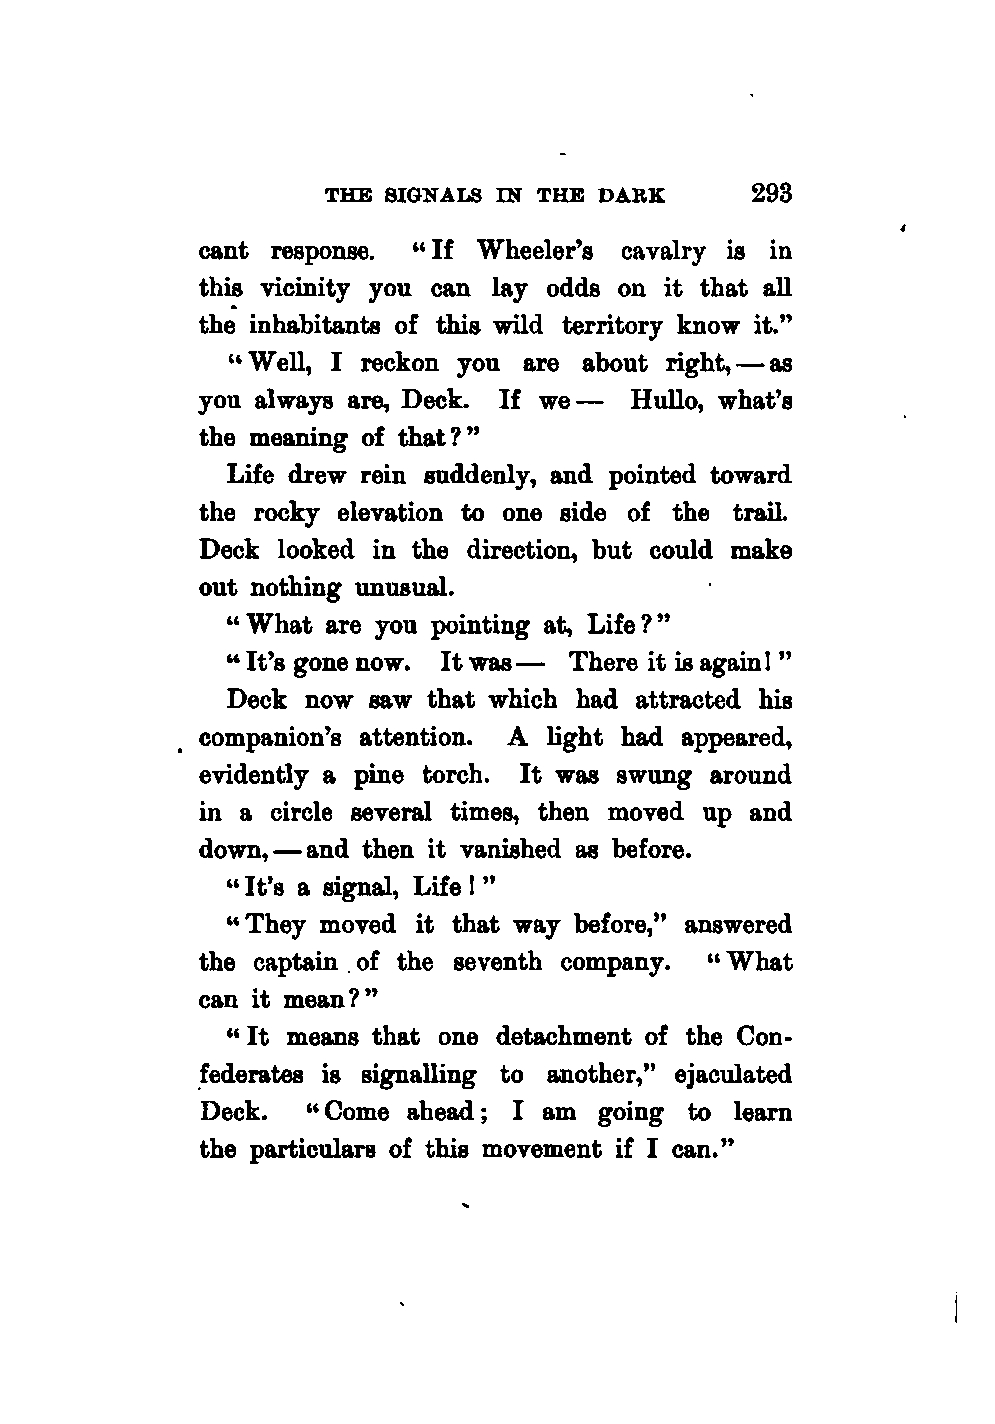 THE SIGNALS IN THE DARK 293
cant response. "If Wheeler's cavalry is in
this vicinity you can lay odds on it that all
the inhabitants of this wild territory know it."
"Well, I reckon you are about right,—as
you always are, Deck. If we— Hullo, what's
the meaning of that?"
Life drew rein suddenly, and pointed toward
the rocky elevation to one side of the trail.
Deck looked in the direction, but could make
out nothing unusual.
"What are you pointing at, Life?"
"It's gone now. It was— There it is again!"
Deck now saw that which had attracted his
companion's attention. A light had appeared,
evidently a pine torch. It was swung around
in a circle several times, then moved up and
down,—and then it vanished as before.
"It's a signal, Life!"
"They moved it that way before," answered
the captain of the seventh company. "What
can it mean?"
"It means that one detachment of the Con-
federates is signalling to another," ejaculated
Deck. "Come ahead; I am going to learn
the particulars of this movement if I can."